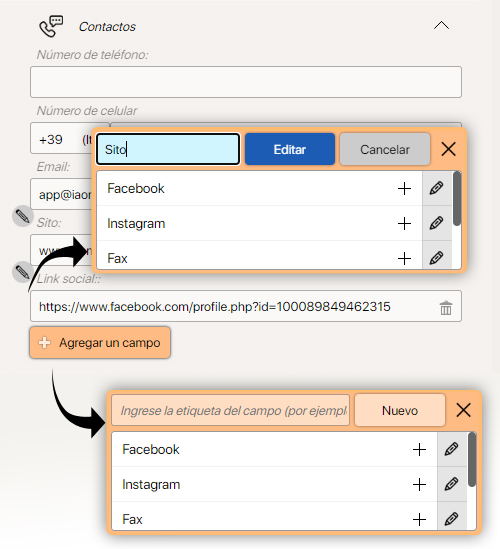 Contactos
Número de teléfono:
Número de celular
+39 (It
Sito
Editar
Cancelar
Email:
app@iaon
Facebook
Instagram
Fax
Sito:
www
Link social::
https://www.facebook.com/profile.php?id=100089849462315
Agregar un campo
Ingrese la etiqueta del campo (por ejempl
Nuevo
Facebook
Instagram
Fax